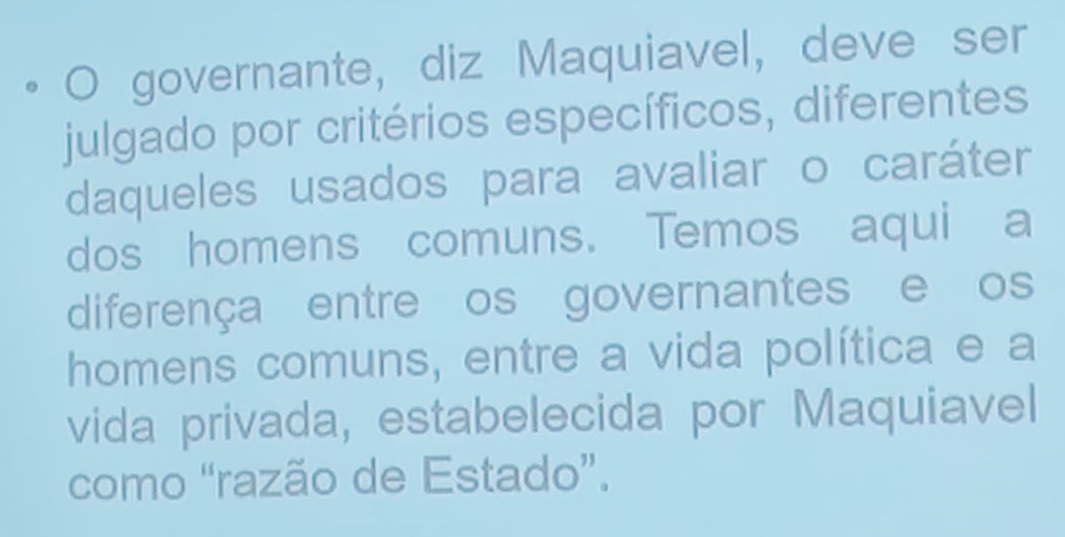 • O governante, diz Maquiavel, deve ser
julgado por critérios específicos, diferentes
daqueles usados para avaliar o caráter
dos homens comuns. Temos aqui a
diferença entre os governantes e os
homens comuns, entre a vida política e a
vida privada, estabelecida por Maquiavel
como “razão de Estado”.